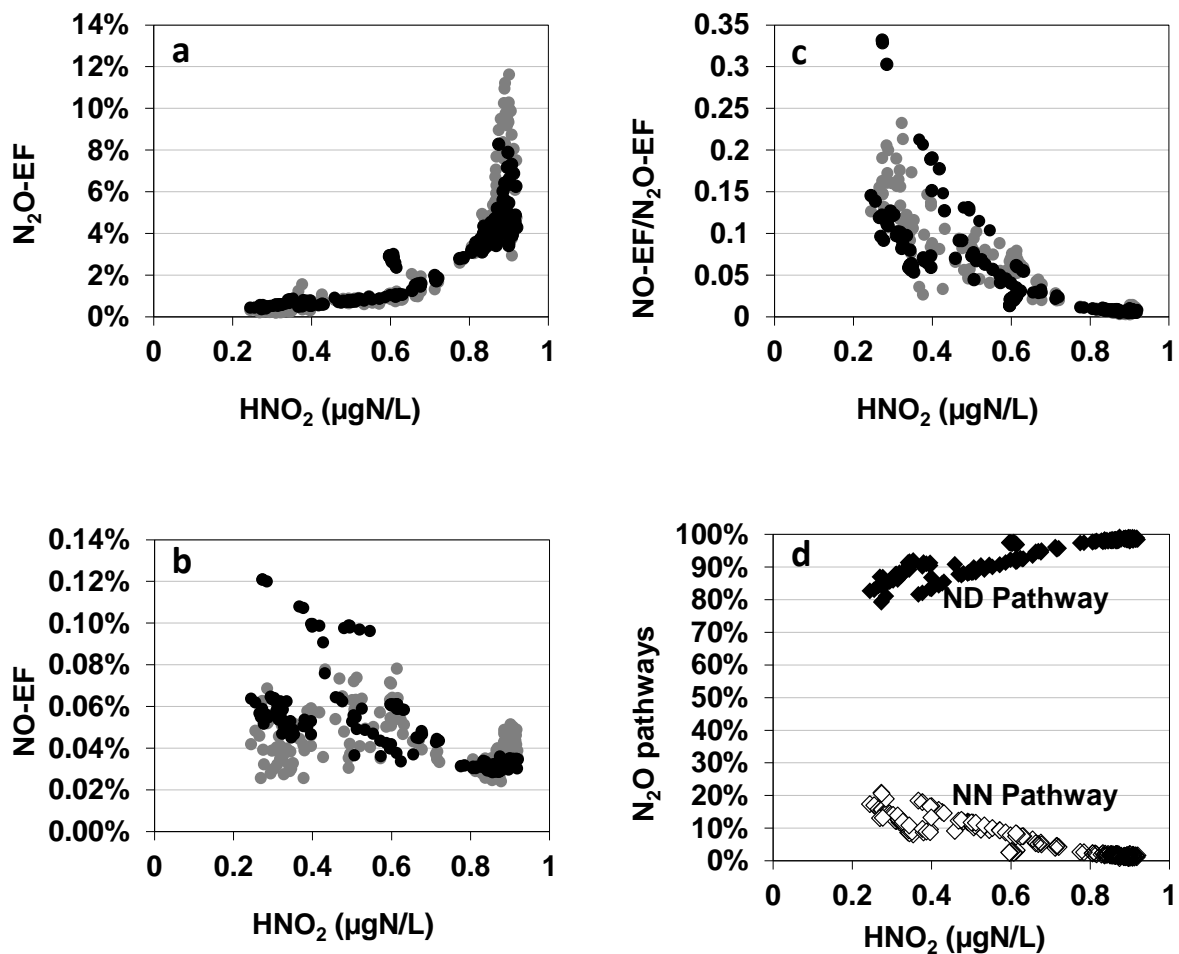 a
14%
12%
10%
8%
6%
4%
2%
0%
N₂O-EF
0 0.2 0.4 0.6 0.8 1
HNO₂ (µgN/L)
c
0.35
0.3
0.25
0.2
0.15
0.1
0.05
0
NO-EF/N₂O-EF
0 0.2 0.4 0.6 0.8 1
HNO₂ (µgN/L)
b
0.14%
0.12%
0.10%
0.08%
0.06%
0.04%
0.02%
0.00%
NO-EF
0 0.2 0.4 0.6 0.8 1
HNO₂ (µgN/L)
d
100%
90%
80%
70%
60%
50%
40%
30%
20%
10%
0%
N₂O pathways
ND Pathway
NN Pathway
0 0.2 0.4 0.6 0.8 1
HNO₂ (µgN/L)